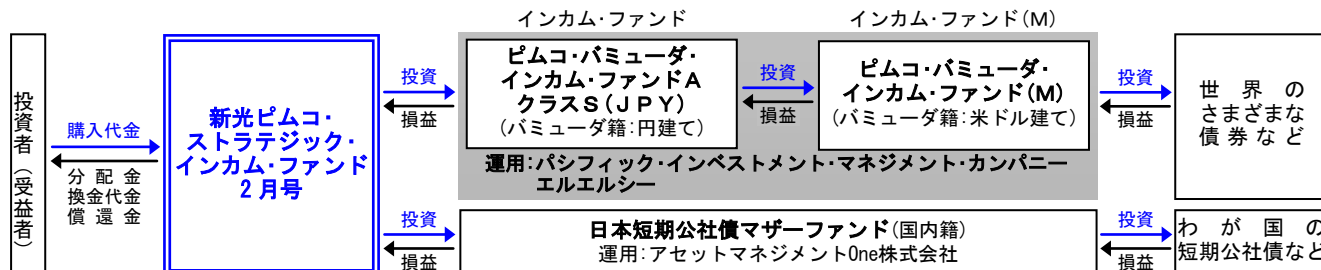 インカム・ファンド
インカム・ファンド(M)
投資者(受益者)
購入代金
分配金
換金代金
償還金
新光ピムコ・
ストラテジック・
インカム・ファンド
2月号
投資
損益
ピムコ・バミューダ・
インカム・ファンドA
クラスS(JPY)
(バミューダ籍:円建て)
投資
損益
ピムコ・バミューダ・
インカム・ファンド(M)
(バミューダ籍:米ドル建て)
投資
損益
世界の
さまざまな
債券など
運用:パシフィック・インベストメント・マネジメント・カンパニー
エルエルシー
投資
損益
日本短期公社債マザーファンド(国内籍)
運用:アセットマネジメントOne株式会社
投資
損益
わが国の
短期公社債など